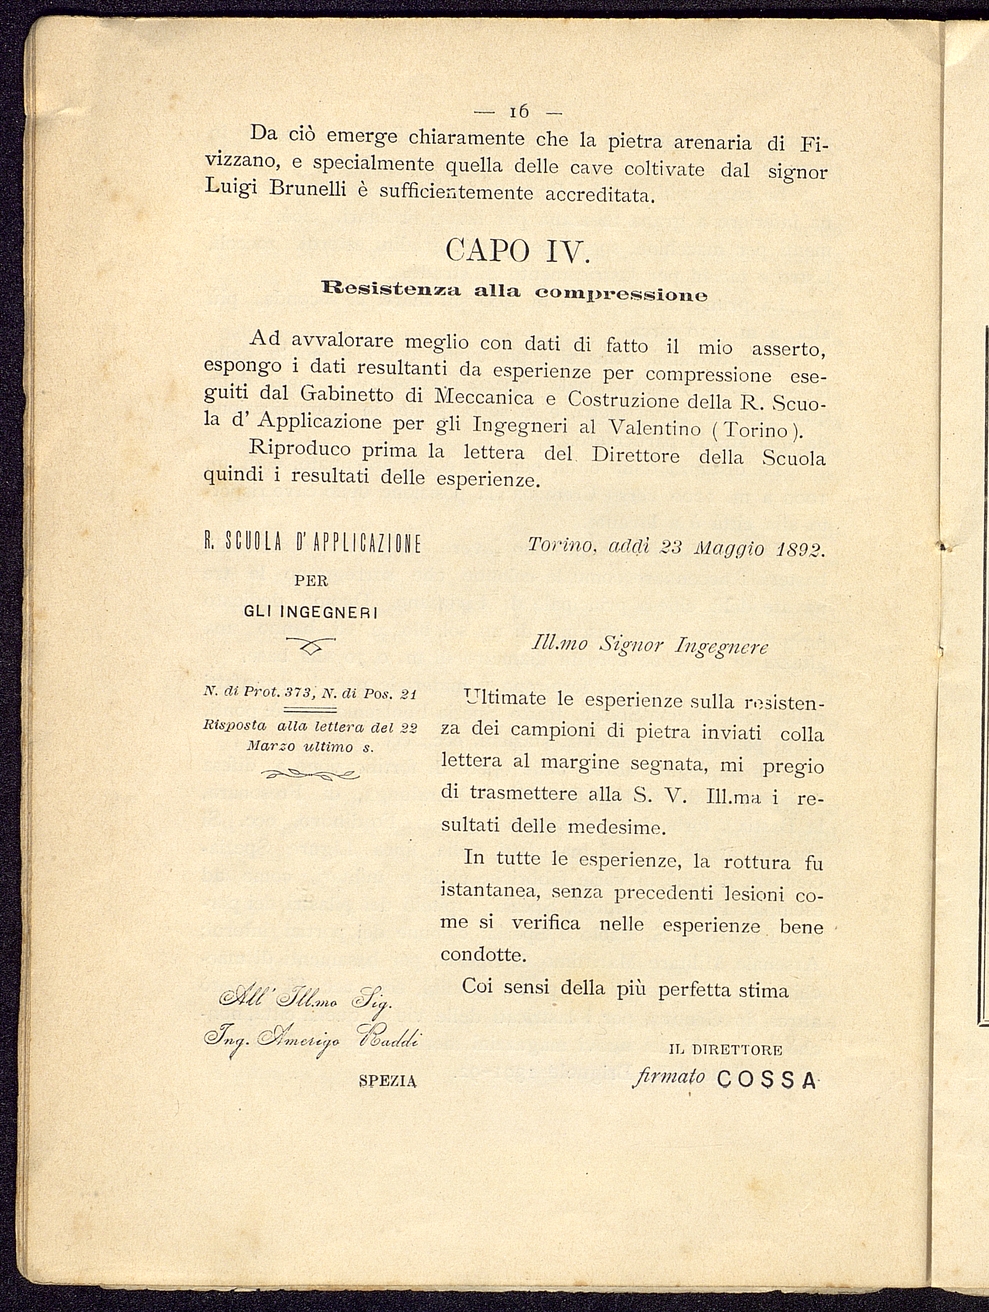 — 16 —
Da ciò emerge chiaramente che la pietra arenaria di Fi-
vizzano, e specialmente quella delle cave coltivate dal signor
Luigi Brunelli è sufficientemente accreditata.
CAPO IV.
Resistenza alla compressione
Ad avvalorare meglio con dati di fatto il mio asserto,
espongo i dati resultanti da esperienze per compressione ese-
guiti dal Gabinetto di Meccanica e Costruzione della R. Scuo-
la d' Applicazione per gli Ingegneri al Valentino (Torino).
Riproduco prima la lettera del Direttore della Scuola
quindi i resultati delle esperienze.
R. SCUOLA D'APPLICAZIONE
PER
GLI INGEGNERI
N. di Prot. 373, N. di Pos. 21
Risposta alla lettera del 22
Marzo ultimo s.
Torino, addì 23 Maggio 1892.
Ill.mo Signor Ingegnere
Ultimate le esperienze sulla resisten-
za dei campioni di pietra inviati colla
lettera al margine segnata, mi pregio
di trasmettere alla S. V. Ill.ma i re-
sultati delle medesime.
In tutte le esperienze, la rottura fu
istantanea, senza precedenti lesioni co-
me si verifica nelle esperienze bene
condotte.
Coi sensi della più perfetta stima
All' Ill.mo Sig.
Ing. Amerigo Raddi
SPEZIA
IL DIRETTORE
firmato COSSA